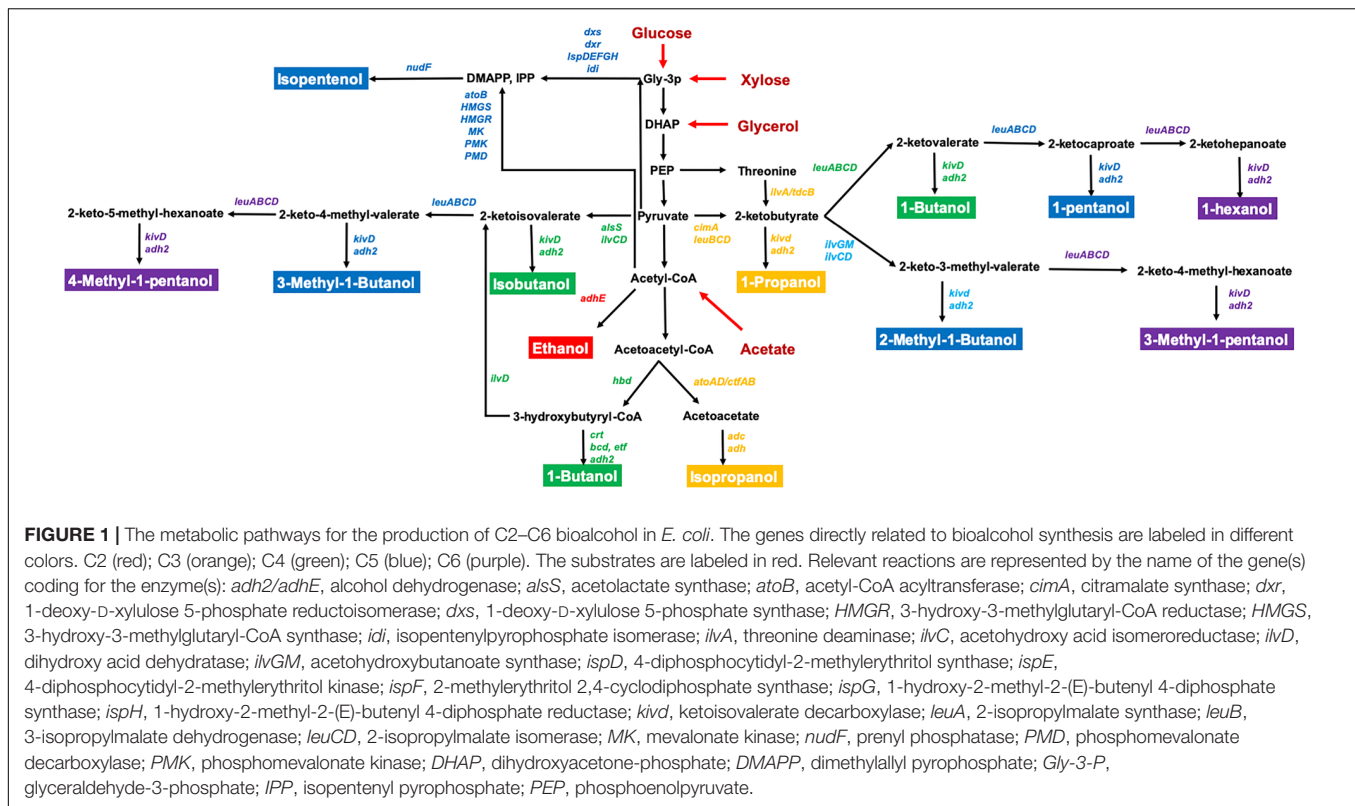 dxs
dxr
IspDEFGH
idi
Glucose
Isopentenol
nudF
DMAPP, IPP
Gly-3p
Xylose
atoB
HMGS
HMGR
MK
PMK
PMD
DHAP
Glycerol
PEP
Threonine
ilvA/tdcB
leuABCD
2-ketovalerate
leuABCD
2-ketocaproate
leuABCD
2-ketohepanoate
kivD
adh2
kivD
adh2
kivD
adh2
1-Butanol
1-pentanol
1-hexanol
2-keto-5-methyl-hexanoate
leuABCD
2-keto-4-methyl-valerate
leuABCD
2-ketoisovalerate
alsS
ilvCD
Pyruvate
cimA
leuBCD
2-ketobutyrate
kivD
adh2
kivD
adh2
kivD
adh2
kivd
adh2
ilvGM
ilvCD
4-Methyl-1-pentanol
3-Methyl-1-Butanol
Isobutanol
Acetyl-CoA
1-Propanol
2-keto-3-methyl-valerate
leuABCD
2-keto-4-methyl-hexanoate
kivd
adh2
kivD
adh2
2-Methyl-1-Butanol
3-Methyl-1-pentanol
adhE
Ethanol
Acetoacetyl-CoA
Acetate
ilvD
hbd
atoAD/ctfAB
3-hydroxybutyryl-CoA
Acetoacetate
crt
bcd, etf
adh2
adc
adh
1-Butanol
Isopropanol
FIGURE 1 | The metabolic pathways for the production of C2–C6 bioalcohol in E. coli. The genes directly related to bioalcohol synthesis are labeled in different
colors. C2 (red); C3 (orange); C4 (green); C5 (blue); C6 (purple). The substrates are labeled in red. Relevant reactions are represented by the name of the gene(s)
coding for the enzyme(s): adh2/adhE, alcohol dehydrogenase; alsS, acetolactate synthase; atoB, acetyl-CoA acyltransferase; cimA, citramalate synthase; dxr,
1-deoxy-D-xylulose 5-phosphate reductoisomerase; dxs, 1-deoxy-D-xylulose 5-phosphate synthase; HMGR, 3-hydroxy-3-methylglutaryl-CoA reductase; HMGS,
3-hydroxy-3-methylglutaryl-CoA synthase; idi, isopentenylpyrophosphate isomerase; ilvA, threonine deaminase; ilvC, acetohydroxy acid isomeroreductase; ilvD,
dihydroxy acid dehydratase; ilvGM, acetohydroxybutanoate synthase; ispD, 4-diphosphocytidyl-2-methylerythritol synthase; ispE,
4-diphosphocytidyl-2-methylerythritol kinase; ispF, 2-methylerythritol 2,4-cyclodiphosphate synthase; ispG, 1-hydroxy-2-methyl-2-(E)-butenyl 4-diphosphate
synthase; ispH, 1-hydroxy-2-methyl-2-(E)-butenyl 4-diphosphate reductase; kivd, ketoisovalerate decarboxylase; leuA, 2-isopropylmalate synthase; leuB,
3-isopropylmalate dehydrogenase; leuCD, 2-isopropylmalate isomerase; MK, mevalonate kinase; nudF, prenyl phosphatase; PMD, phosphomevalonate
decarboxylase; PMK, phosphomevalonate kinase; DHAP, dihydroxyacetone-phosphate; DMAPP, dimethylallyl pyrophosphate; Gly-3-P,
glyceraldehyde-3-phosphate; IPP, isopentenyl pyrophosphate; PEP, phosphoenolpyruvate.